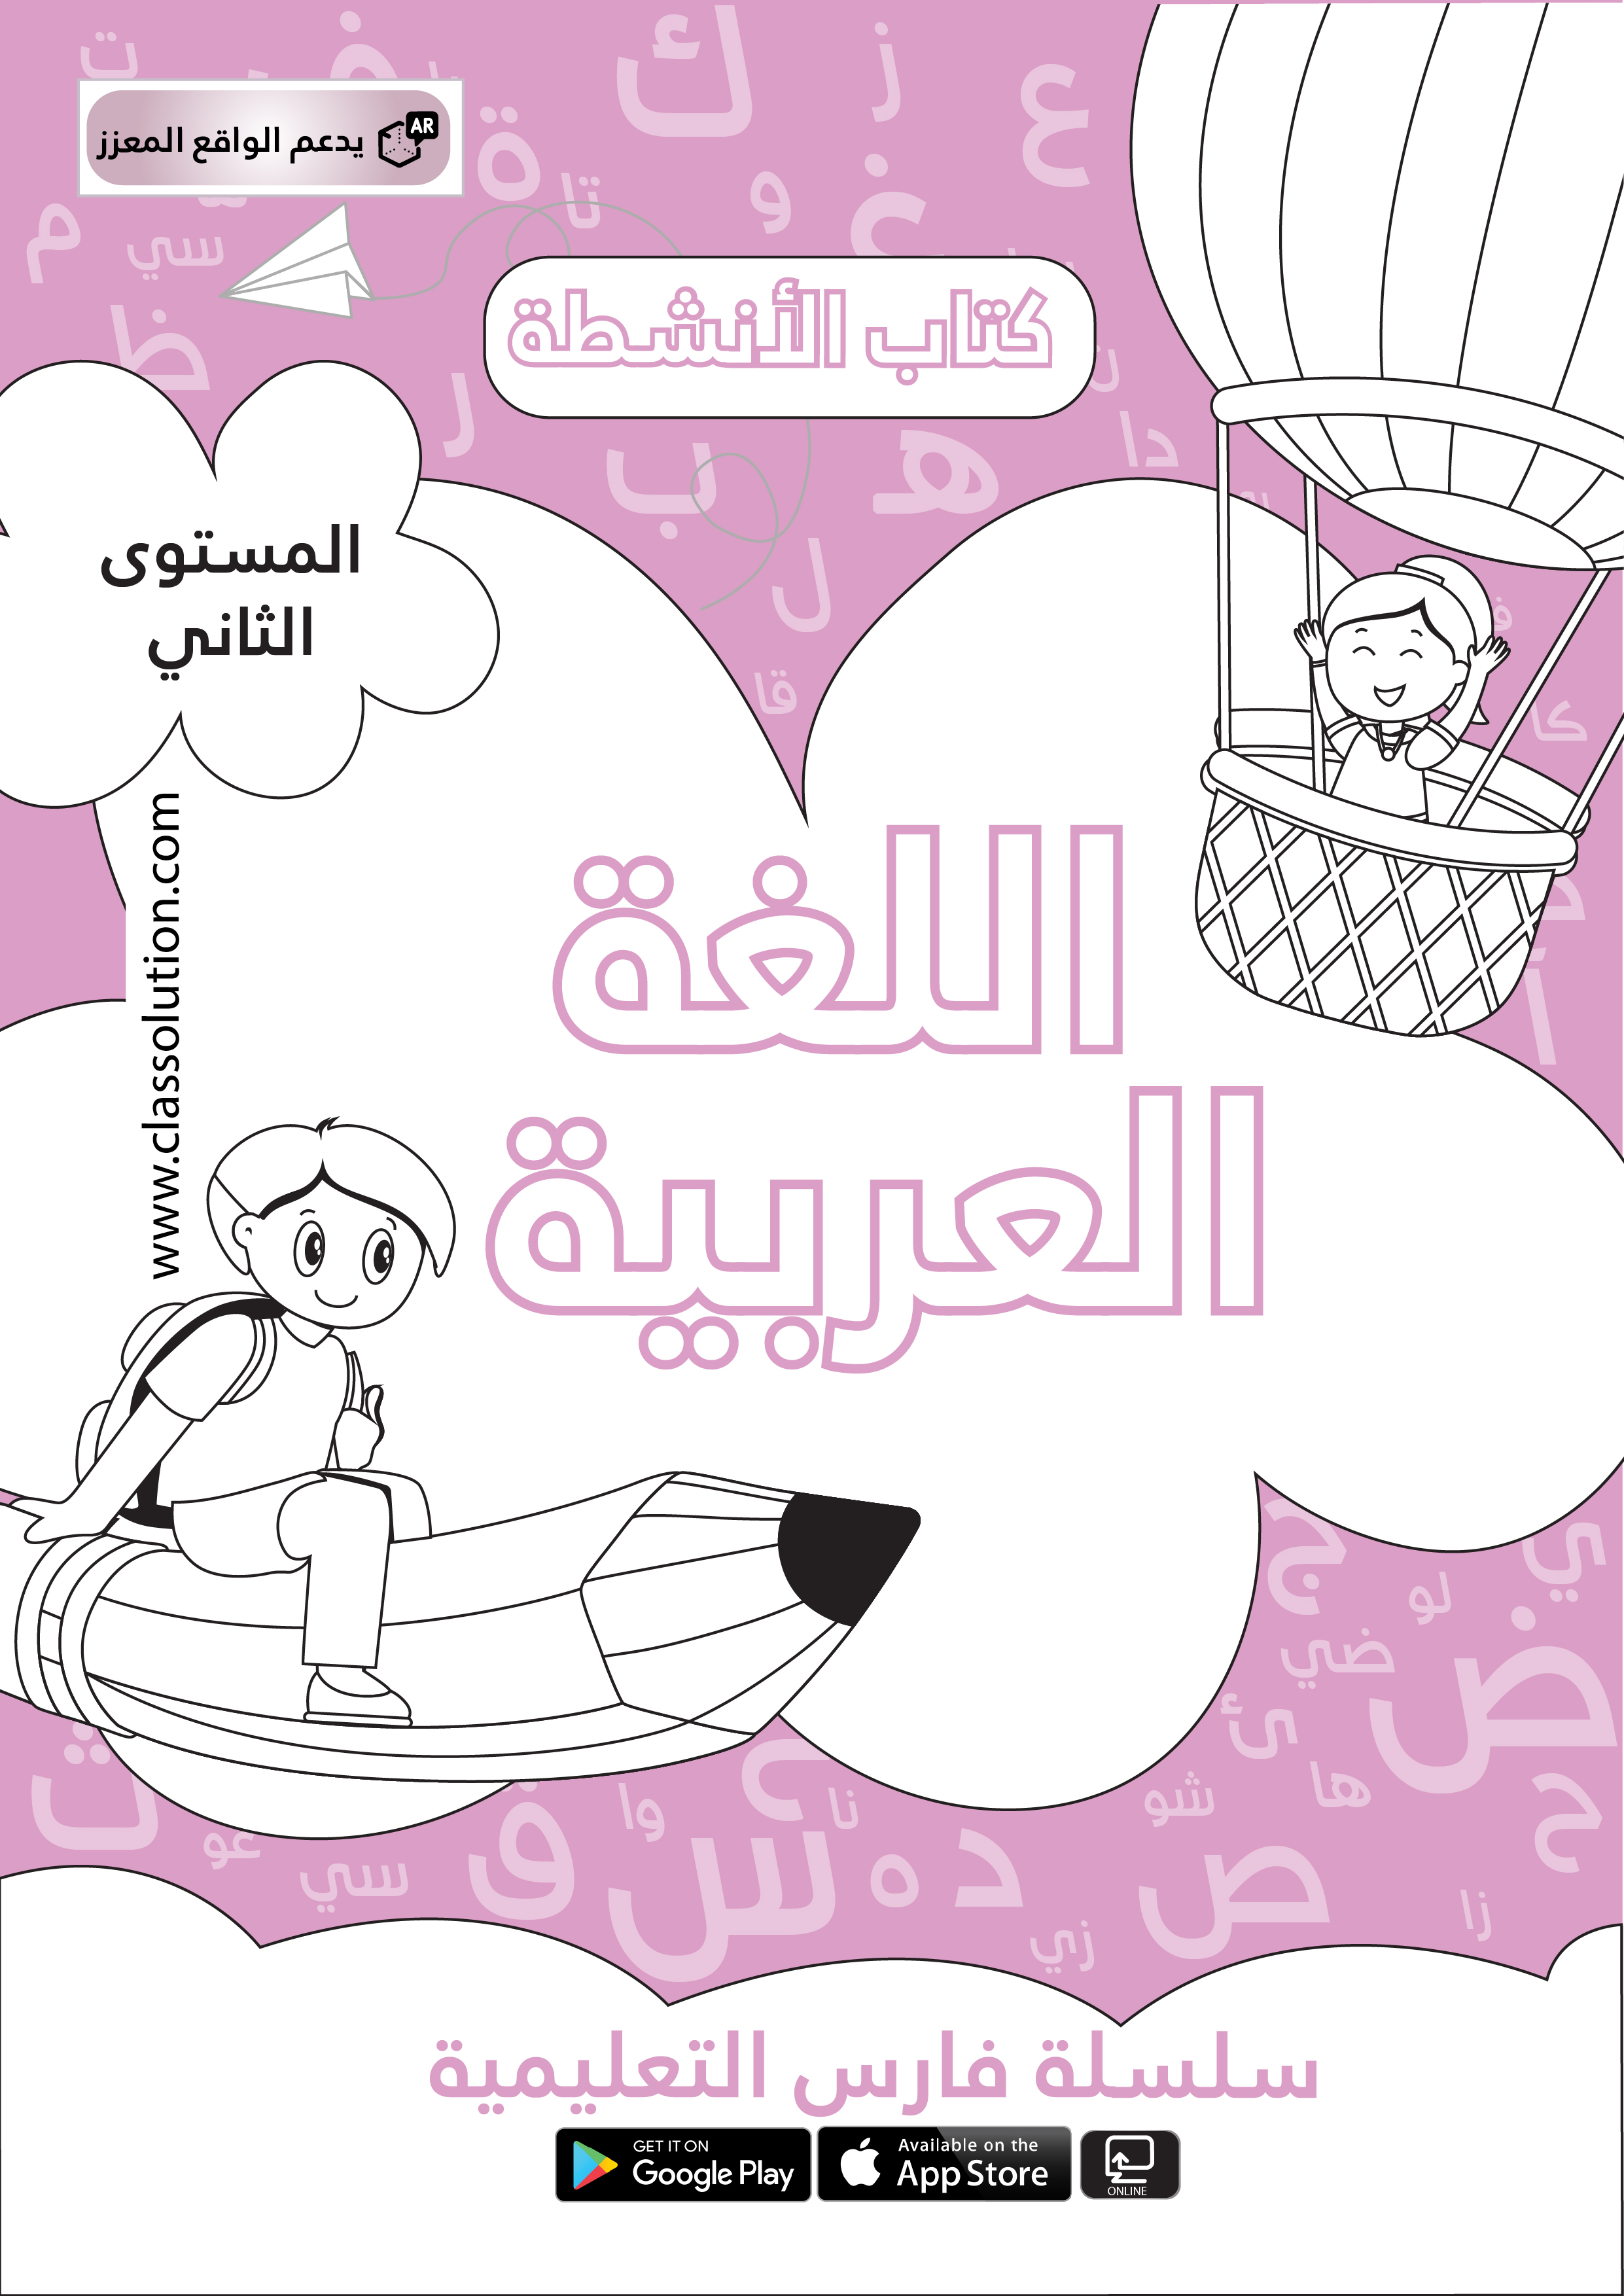 يدعم الواقع المعزز
AR
كتاب الأنشطة
المستوى
الثاني
www.classolution.com
اللغة
العربية
سلسلة فارس التعليمية
GET IT ON
Google Play
Available on the
App Store
ONLINE